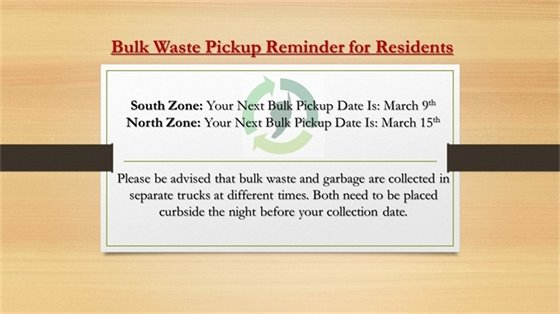 Bulk Waste Pickup Reminder for Residents
South Zone: Your Next Bulk Pickup Date Is: March 9th
North Zone: Your Next Bulk Pickup Date Is: March 15th
Please be advised that bulk waste and garbage are collected in
separate trucks at different times. Both need to be placed
curbside the night before your collection date.